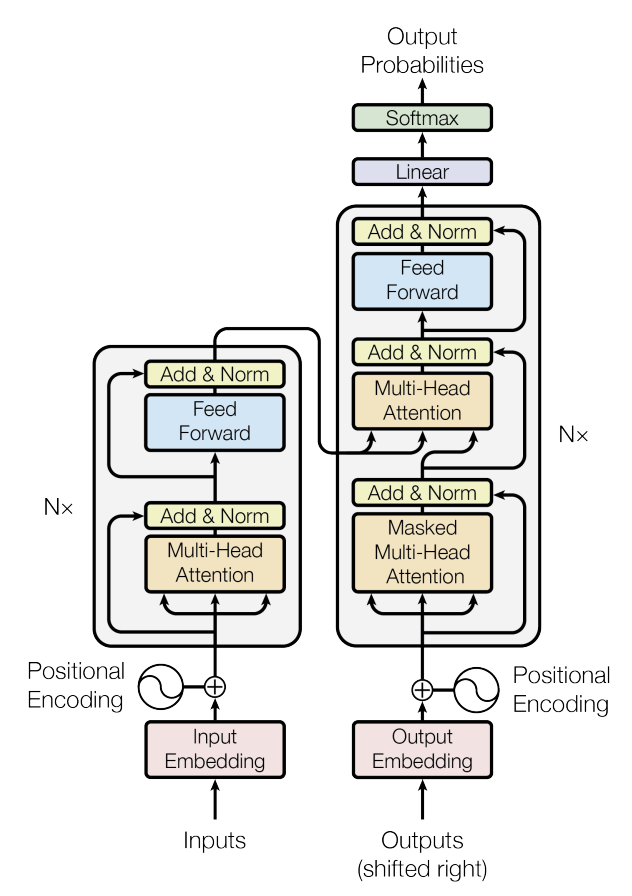 Output
Probabilities
Softmax
Linear
Add & Norm
Feed
Forward
Add & Norm
Multi-Head
Attention
Nx
Add & Norm
Masked
Multi-Head
Attention
Add & Norm
Feed
Forward
Nx
Add & Norm
Multi-Head
Attention
Positional
Encoding
Positional
Encoding
Input
Embedding
Output
Embedding
Inputs
Outputs
(shifted right)